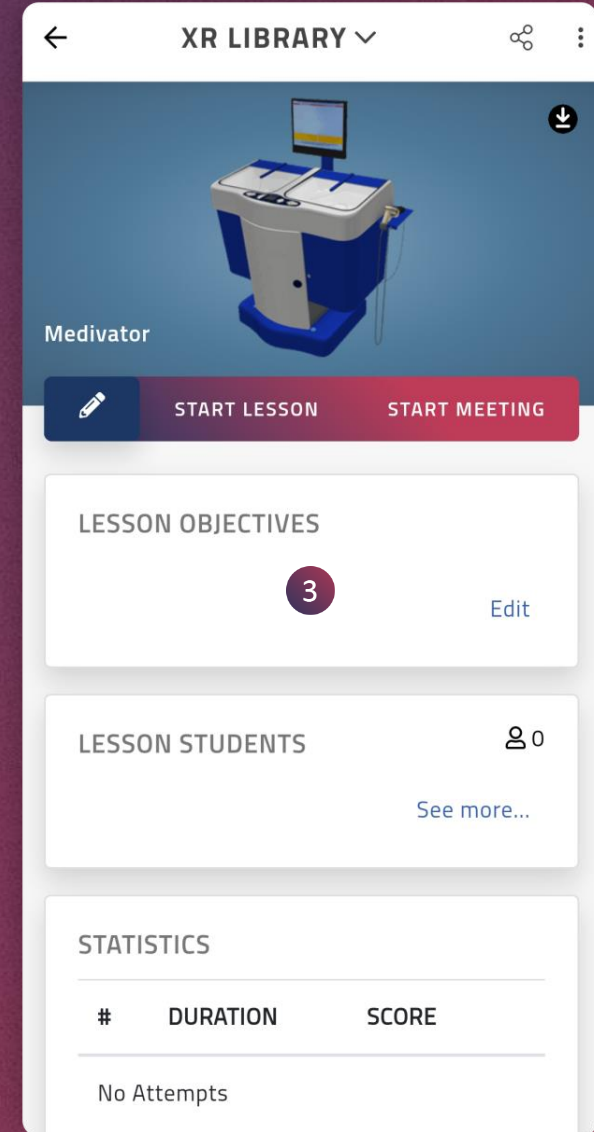 XR LIBRARY
Medivator
START LESSON START MEETING
LESSON OBJECTIVES
3
Edit
LESSON STUDENTS 0
See more...
STATISTICS
# DURATION SCORE
No Attempts